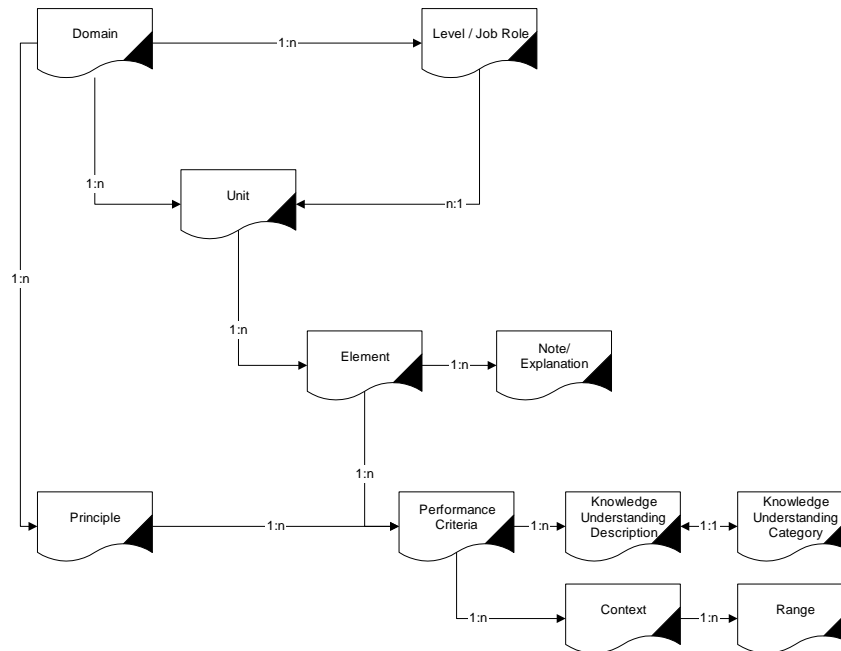 Domain
1:n
Level / Job Role
1:n
Unit
n:1
1:n
1:n
Element
1:n
Note/
Explanation
1:n
Principle
1:n
Performance
Criteria
1:n
Knowledge
Understanding
Description
1:1
Knowledge
Understanding
Category
1:n
Context
1:n
Range